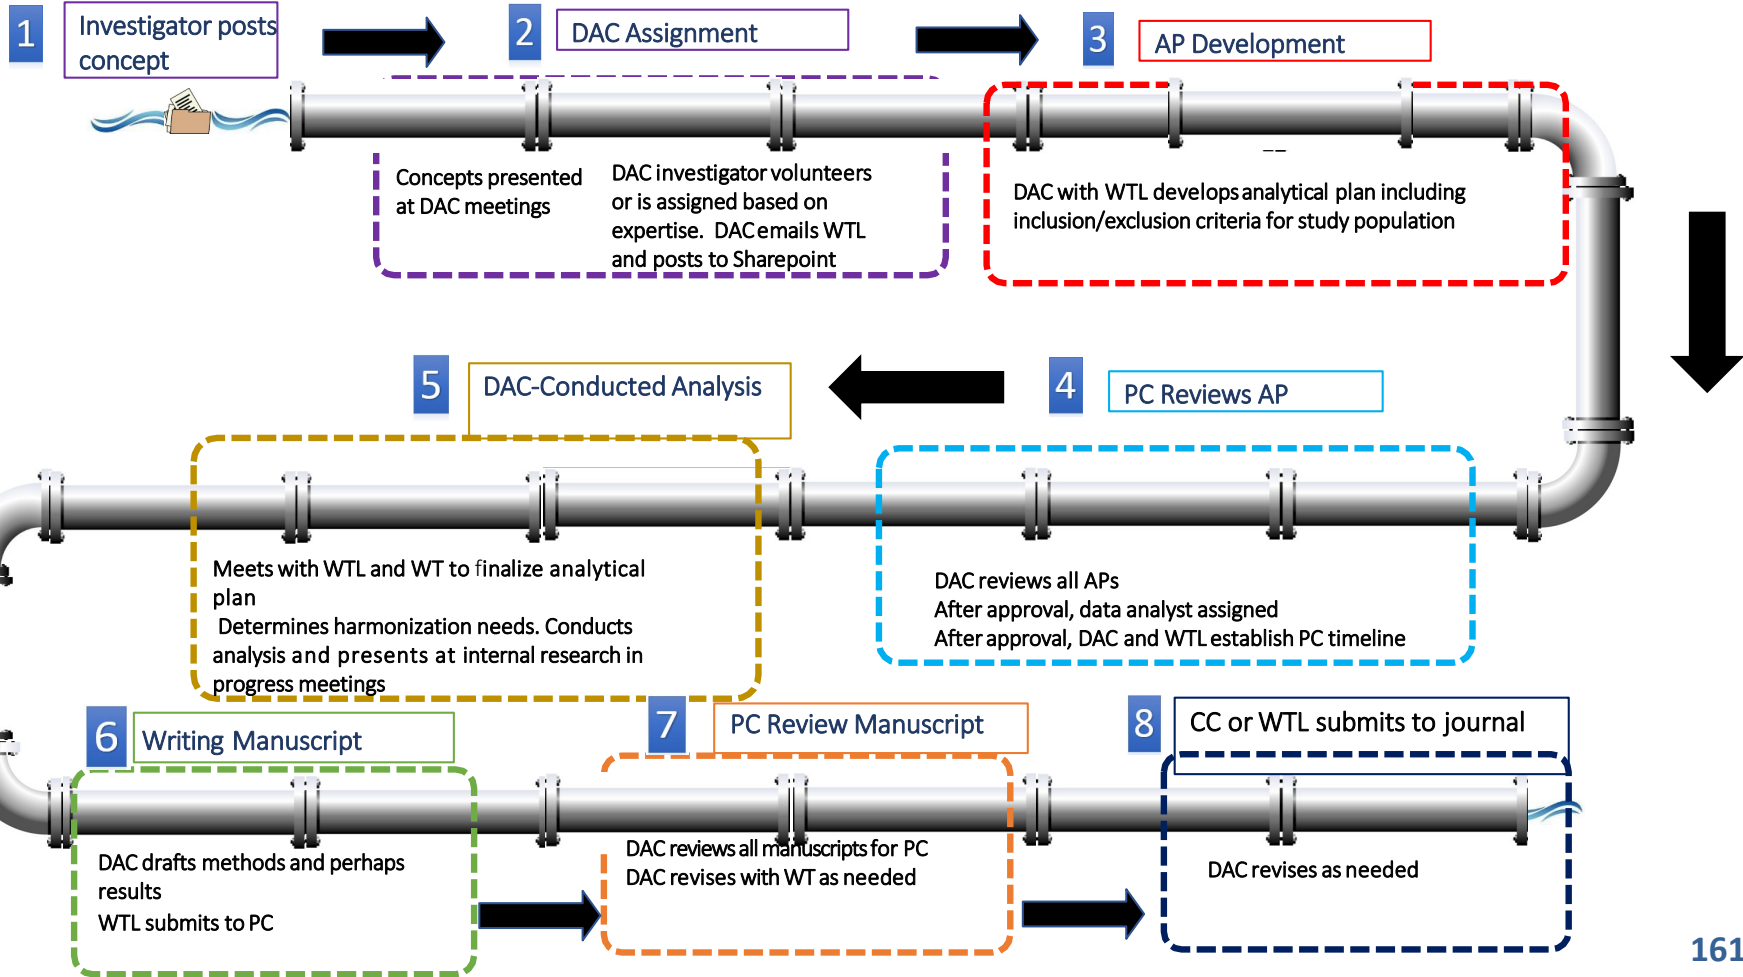 1
Investigator posts
concept
2
DAC Assignment
3
AP Development
Concepts presented
at DAC meetings
DAC investigator volunteers
or is assigned based on
expertise. DAC emails WTL
and posts to Sharepoint
DAC with WTL develops analytical plan including
inclusion/exclusion criteria for study population
4
PC Reviews AP
DAC reviews all APs
After approval, data analyst assigned
After approval, DAC and WTL establish PC timeline
5
DAC-Conducted Analysis
Meets with WTL and WT to finalize analytical
plan
Determines harmonization needs. Conducts
analysis and presents at internal research in
progress meetings
6
Writing Manuscript
DAC drafts methods and perhaps
results
WTL submits to PC
7
PC Review Manuscript
DAC reviews all manuscripts for PC
DAC revises with WT as needed
8
CC or WTL submits to journal
DAC revises as needed
161